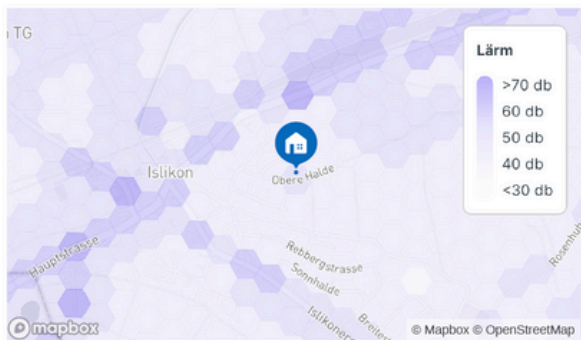 TG
Lärm
>70 db
60 db
50 db
40 db
<30 db
Islikon
Obere Halde
Hauptstrasse
Rebbergstrasse
Sonnhalde
mapbox
© Mapbox © OpenStreetMap